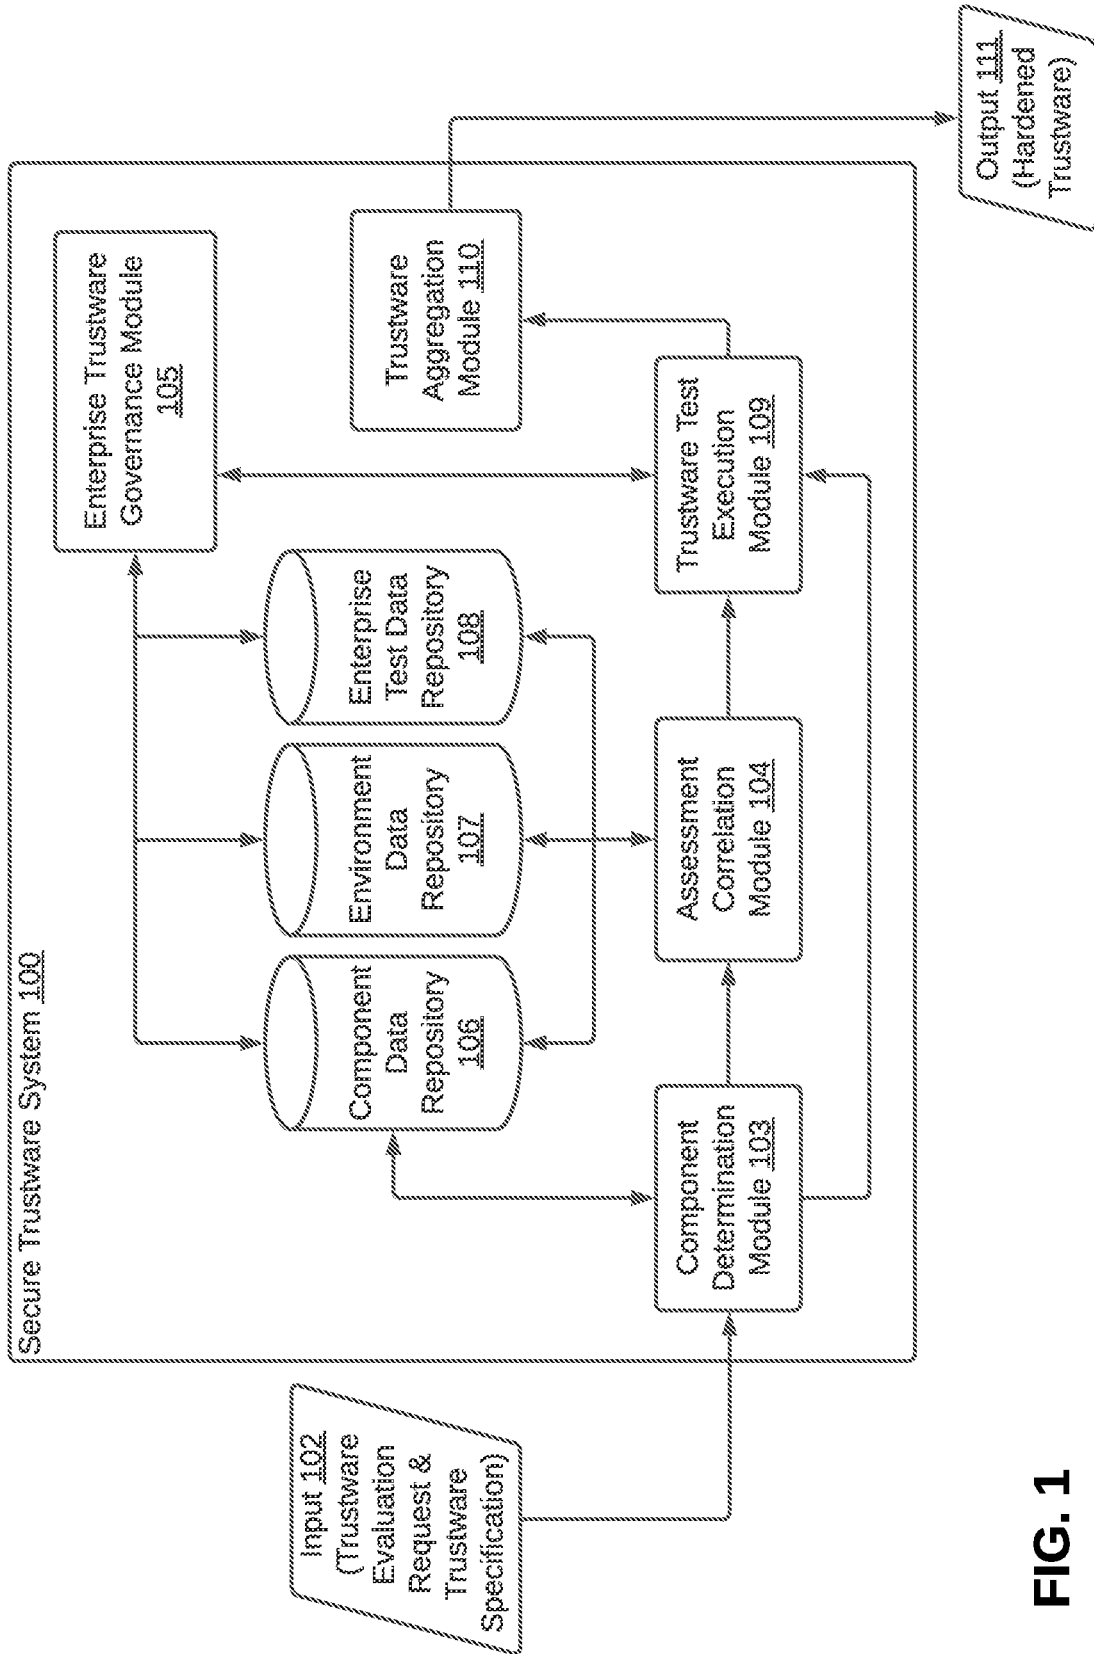 Secure Trustware System 100
Enterprise Trustware
Governance Module
105
Input 102
(Trustware
Evaluation
Request &
Trustware
Specification)
Component
Data
Repository
106
Environment
Data
Repository
107
Enterprise
Test Data
Repository
108
Trustware
Aggregation
Module 110
Component
Determination
Module 103
Assessment
Correlation
Module 104
Trustware Test
Execution
Module 109
Output 111
(Hardened
Trustware)
FIG. 1